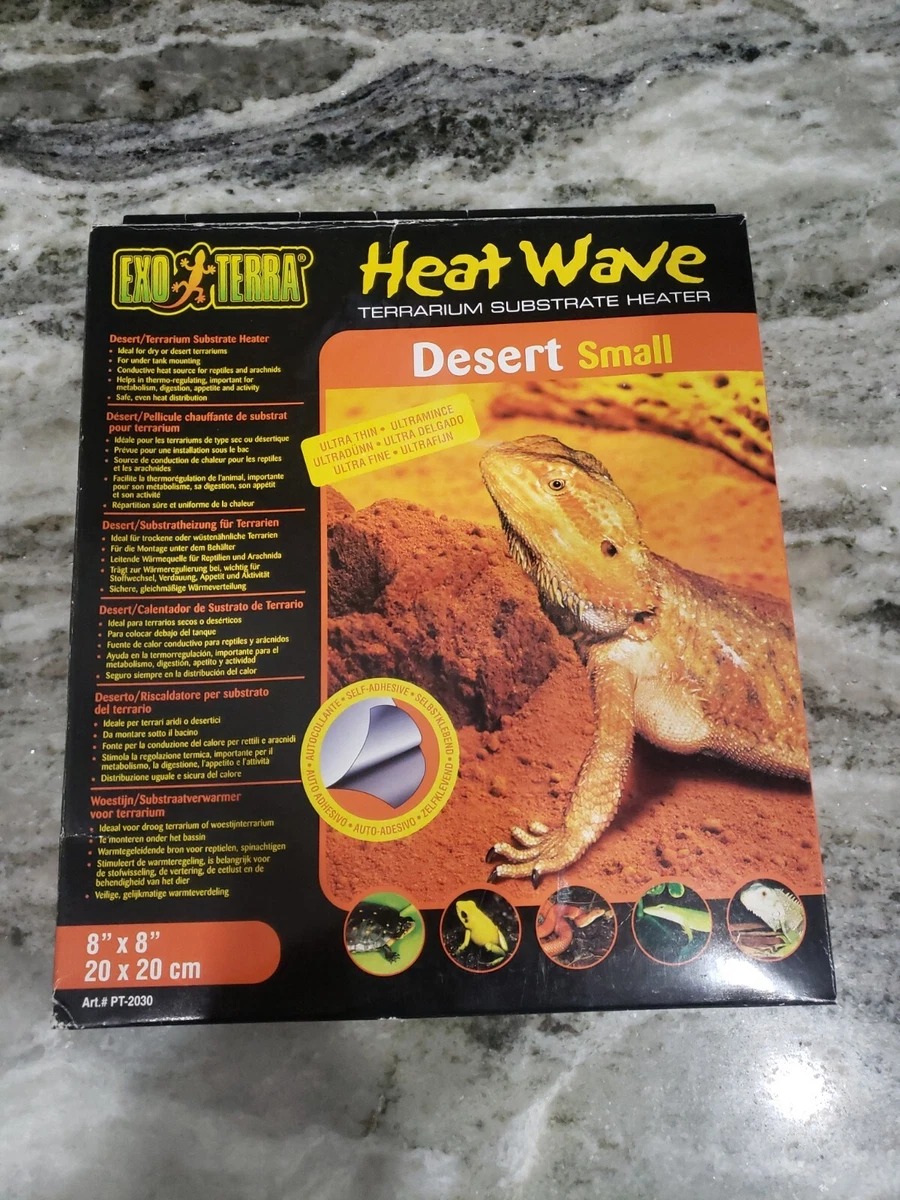 EXO TERRA®
Heat Wave
TERRARIUM SUBSTRATE HEATER
Desert Small
Desert/Terrarium Substrate Heater
• Ideal for dry or desert terrariums
• For under tank mounting
• Conductive heat source for reptiles and arachnids
• Helps in thermo-regulating, important for
metabolism, digestion, appetite and activity
• Safe, even heat distribution
Désert/Pellicule chauffante de substrat
pour terrarium
• Idéale pour les terrariums de type sec ou désertique
• Prévue pour une installation sous le bac
• Source de conduction de chaleur pour les reptiles
et les arachnides
• Facilite la thermorégulation de l'animal, importante
pour son métabolisme, sa digestion, son appétit
et son activité
• Répartition sûre et uniforme de la chaleur
Desert/Substratheizung für Terrarien
• Ideal für trockene oder wüstenähnliche Terrarien
• Für die Montage unter dem Behälter
• Leitende Wärmequelle für Reptilien und Arachnida
• Trägt zur Wärmeregulierung bei, wichtig für
Stoffwechsel, Verdauung, Appetit und Aktivität
• Sichere, gleichmäßige Wärmeverteilung
Desert/Calentador de Sustrato de Terrario
• Ideal para terrarios secos o desérticos
• Para colocar debajo del tanque
• Fuente de calor conductivo para reptiles y arácnidos
• Ayuda en la termorregulación, importante para el
metabolismo, digestión, apetito y actividad
• Seguro siempre en la distribución del calor
Deserto/Riscaldatore per substrato
del terrario
• Ideale per terrari aridi o desertici
• Da montare sotto il bacino
• Fonte per la conduzione del calore per rettili e aracnidi
• Stimola la regolazione termica, importante per il
metabolismo, la digestione, l'appetito e l'attività
• Distribuzione uguale e sicura del calore
Woestijn/Substraatverwarmer
voor terrarium
• Ideaal voor droog terrarium of woestijnterrarium
• Te monteren onder het bassin
• Warmtegeleidende bron voor reptielen, spinachtigen
• Stimuleert de warmteregeling, is belangrijk voor
de stofwisseling, de vertering, de eetlust en de
behendigheid van het dier
• Veilige, gelijkmatige warmteverdeling
8” x 8”
20 x 20 cm
Art.# PT-2030
ULTRA THIN • ULTRAMINCE
ULTRADÜNN • ULTRA DELGADO
ULTRA FINE • ULTRAFIJN
AUTOCOLLANTE • SELF-ADHESIVE • SELBSTKLEBEND • ZELFKLEVEND • AUTO-ADESIVO • AUTO ADHESIVO •